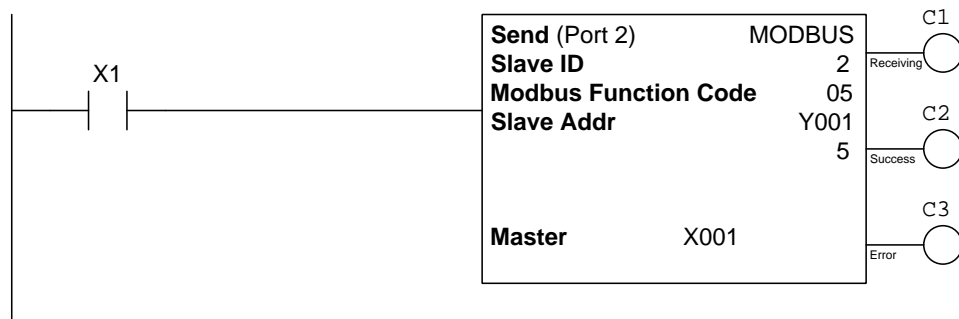 C1
Send (Port 2) MODBUS
Receiving
Slave ID 2
X1
Modbus Function Code 05
C2
Slave Addr Y001
5
Success
C3
Master X001
Error